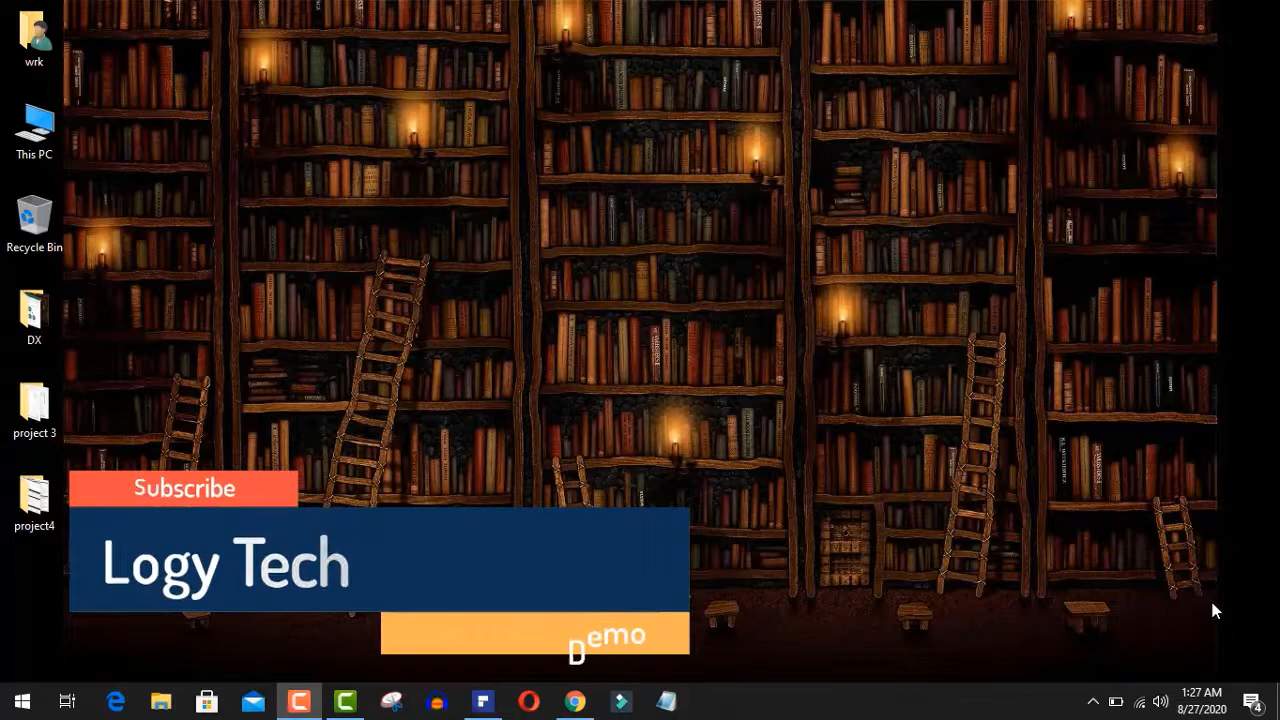 wrk
This PC
Recycle Bin
DX
project 3
project4
Subscribe
Logy Tech
Demo
1:27 AM
8/27/2020
4